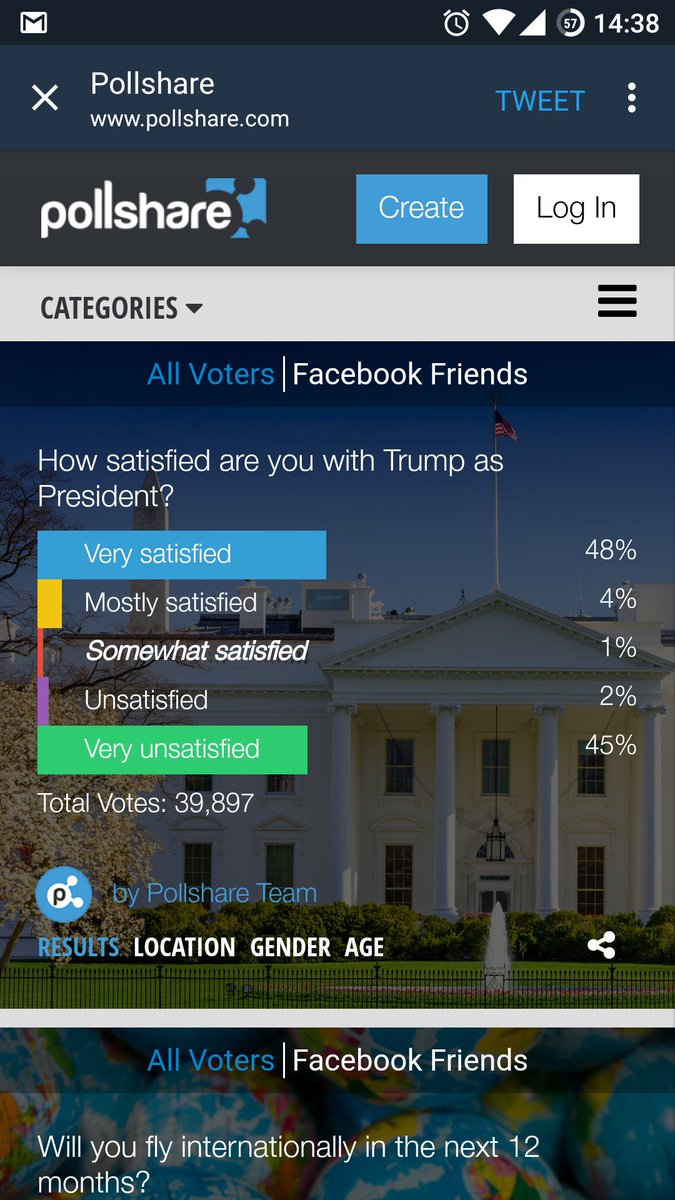 57 14:38
Pollshare
www.pollshare.com
TWEET
pollshare
Create
Log In
CATEGORIES
All Voters Facebook Friends
How satisfied are you with Trump as
President?
Very satisfied 48%
Mostly satisfied 4%
Somewhat satisfied 1%
Unsatisfied 2%
Very unsatisfied 45%
Total Votes: 39,897
p
by Pollshare Team
RESULTS LOCATION GENDER AGE
All Voters Facebook Friends
Will you fly internationally in the next 12
months?